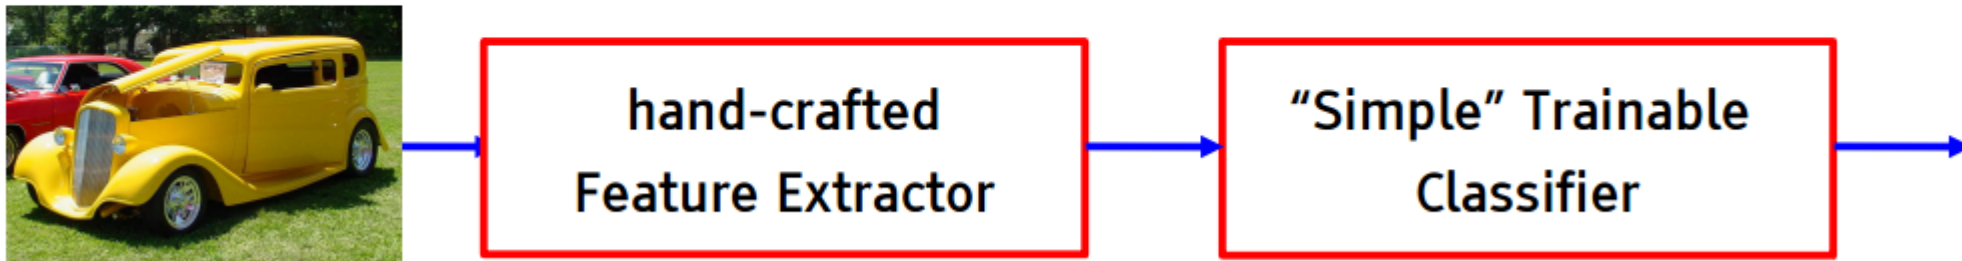 hand-crafted
Feature Extractor
“Simple” Trainable
Classifier